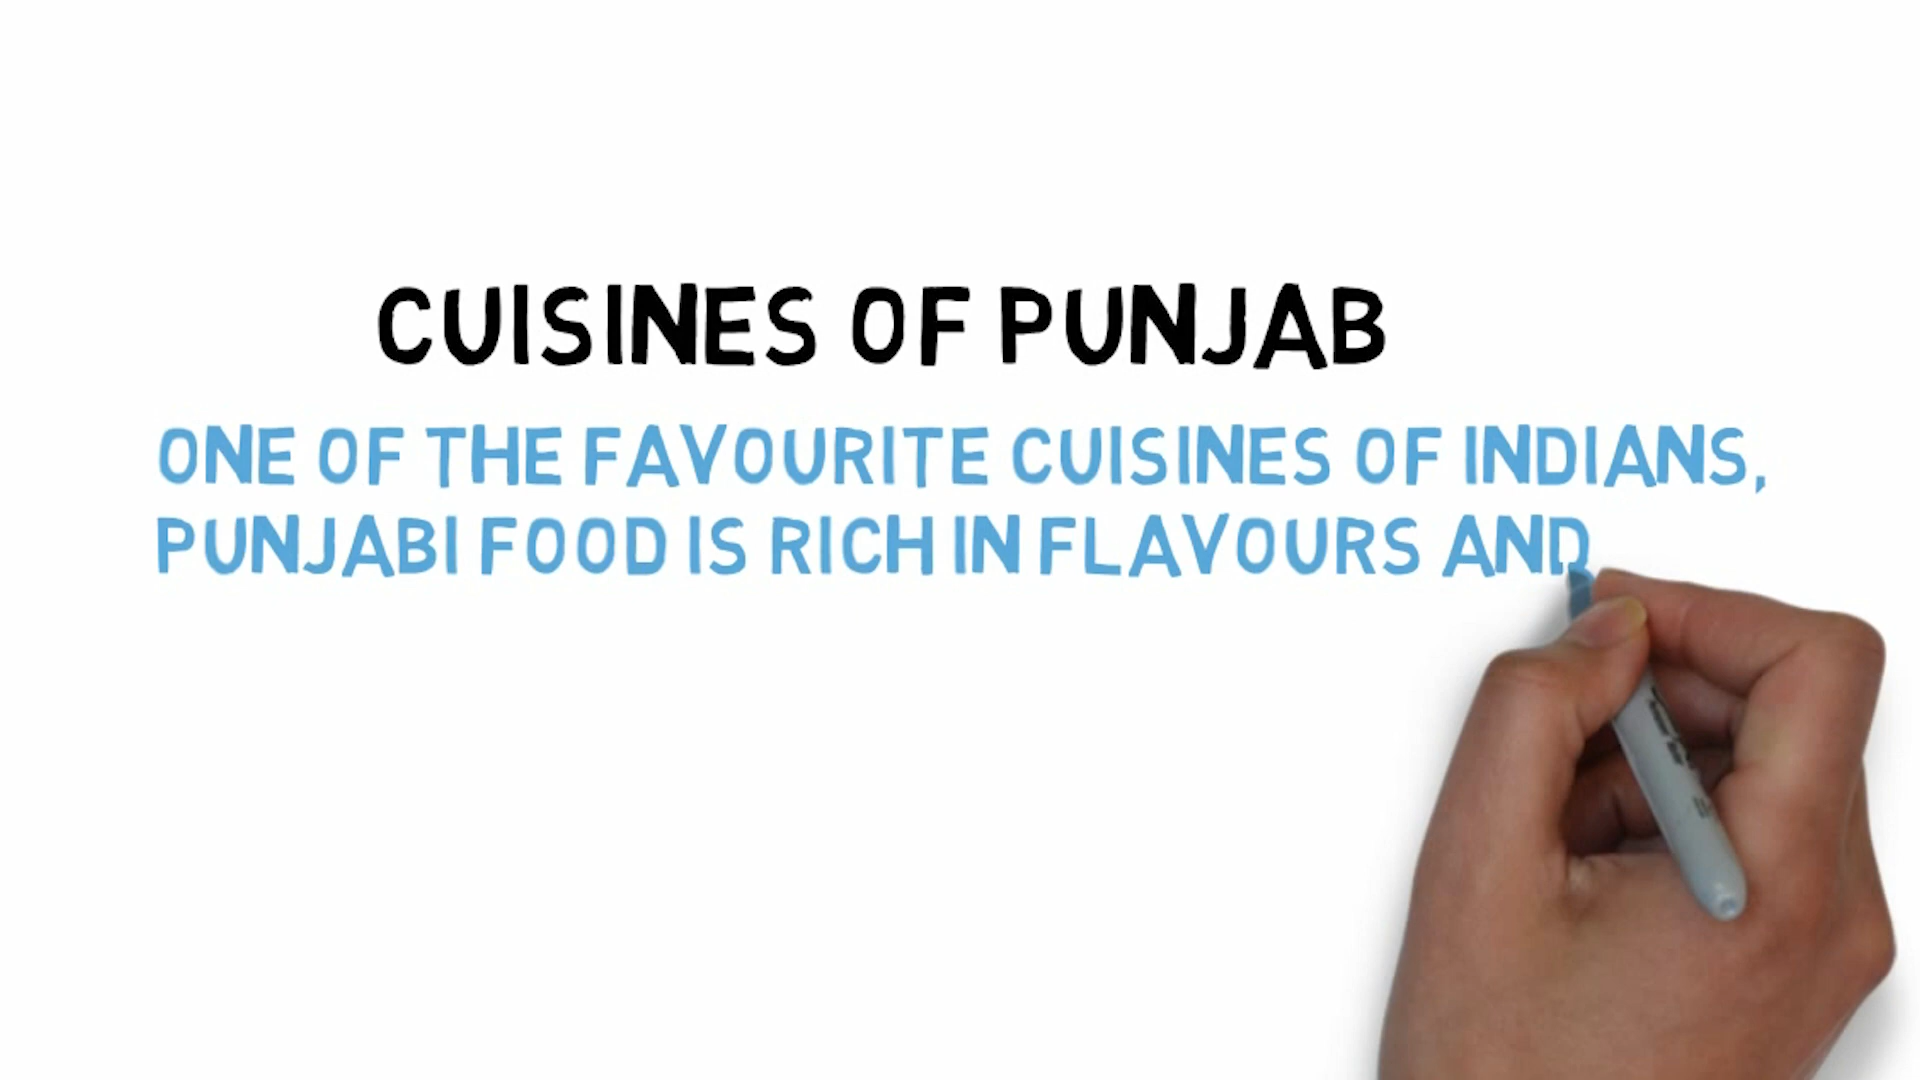 CUISINES OF PUNJAB
ONE OF THE FAVOURITE CUISINES OF INDIANS,
PUNJABI FOOD IS RICH IN FLAVOURS AND